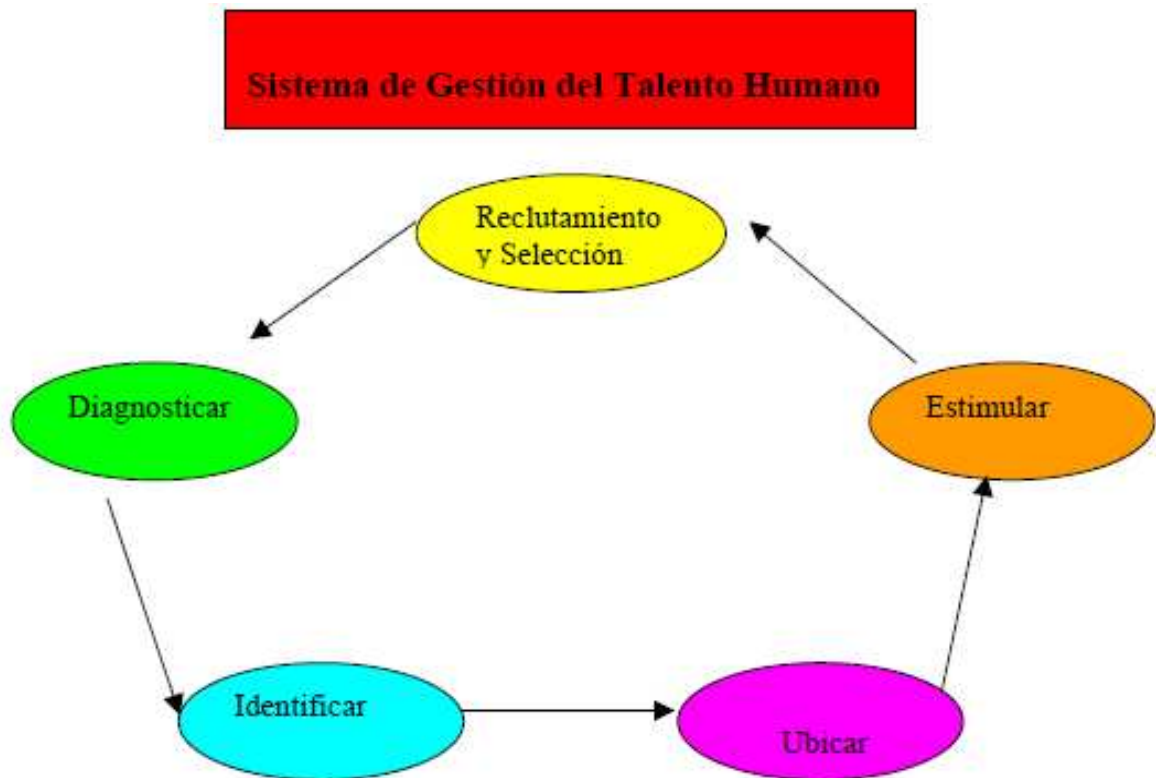 Sistema de Gestión del Talento Humano
Reclutamiento
y Selección
Diagnosticar
Estimular
Identificar
Ubicar